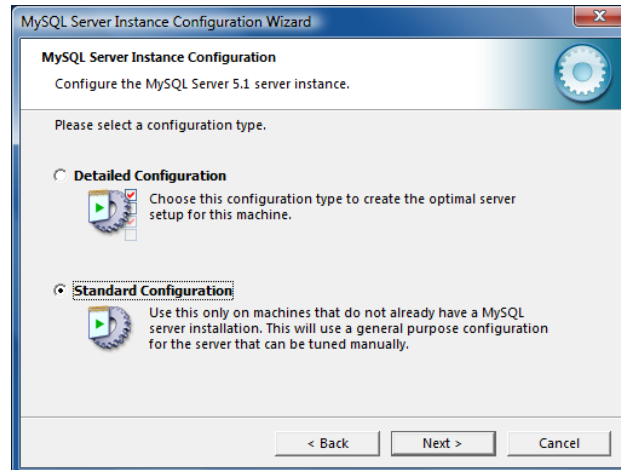 MySQL Server Instance Configuration Wizard
MySQL Server Instance Configuration
Configure the MySQL Server 5.1 server instance.
Please select a configuration type.
Detailed Configuration
Choose this configuration type to create the optimal server
setup for this machine.
Standard Configuration
Use this only on machines that do not already have a MySQL
server installation. This will use a general purpose configuration
for the server that can be tuned manually.
< Back
Next >
Cancel